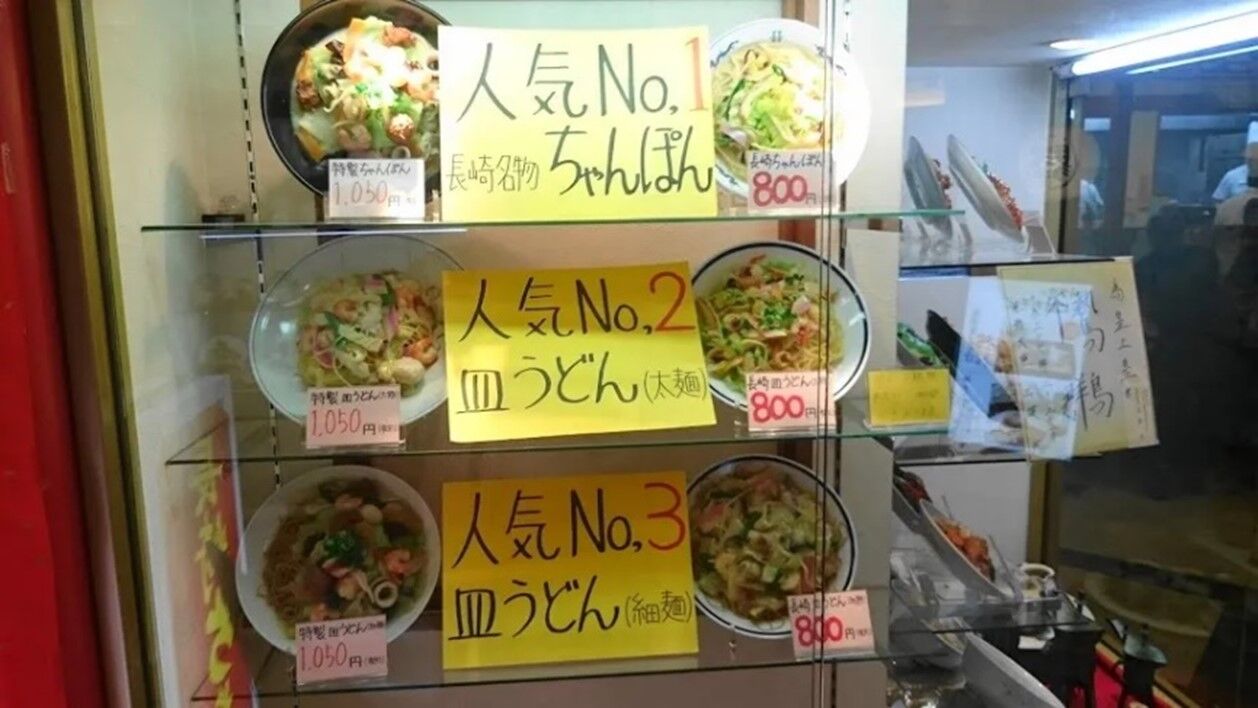 人気No,1
長崎名物 ちゃんぽん
特製ちゃんぽん
1,050円
長崎ちゃんぽん
800円
人気No,2
皿うどん(太麺)
特製皿うどん
1,050円
長崎皿うどん
800円
人気No,3
皿うどん(細麺)
特製皿うどん
1,050円
長崎皿うどん
800円